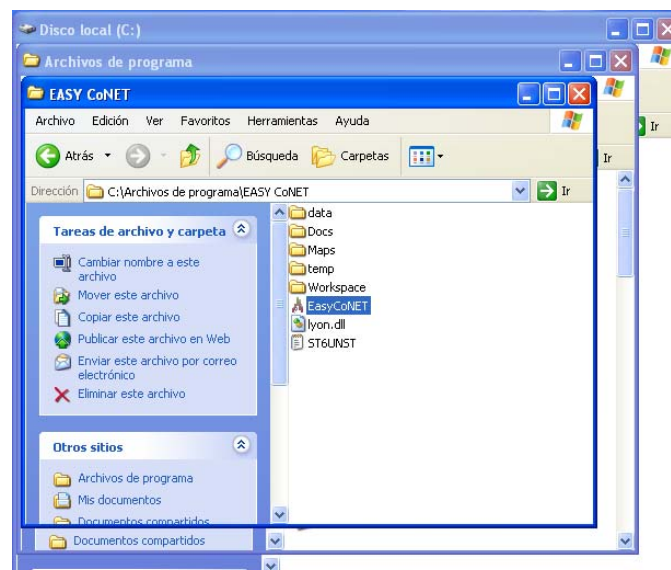 Disco local (C:)
Archivos de programa
EASY CoNET
Archivo Edición Ver Favoritos Herramientas Ayuda
Ir
Atrás Búsqueda Carpetas
Ir
Dirección C:\Archivos de programa\EASY CoNET Ir
Tareas de archivo y carpeta
Cambiar nombre a este
archivo
Mover este archivo
Copiar este archivo
Publicar este archivo en Web
Enviar este archivo por correo
electrónico
Eliminar este archivo
Otros sitios
Archivos de programa
Mis documentos
Documentos compartidos
Documentos compartidos
data
Docs
Maps
temp
Workspace
EasyCoNET
lyon.dll
ST6UNST